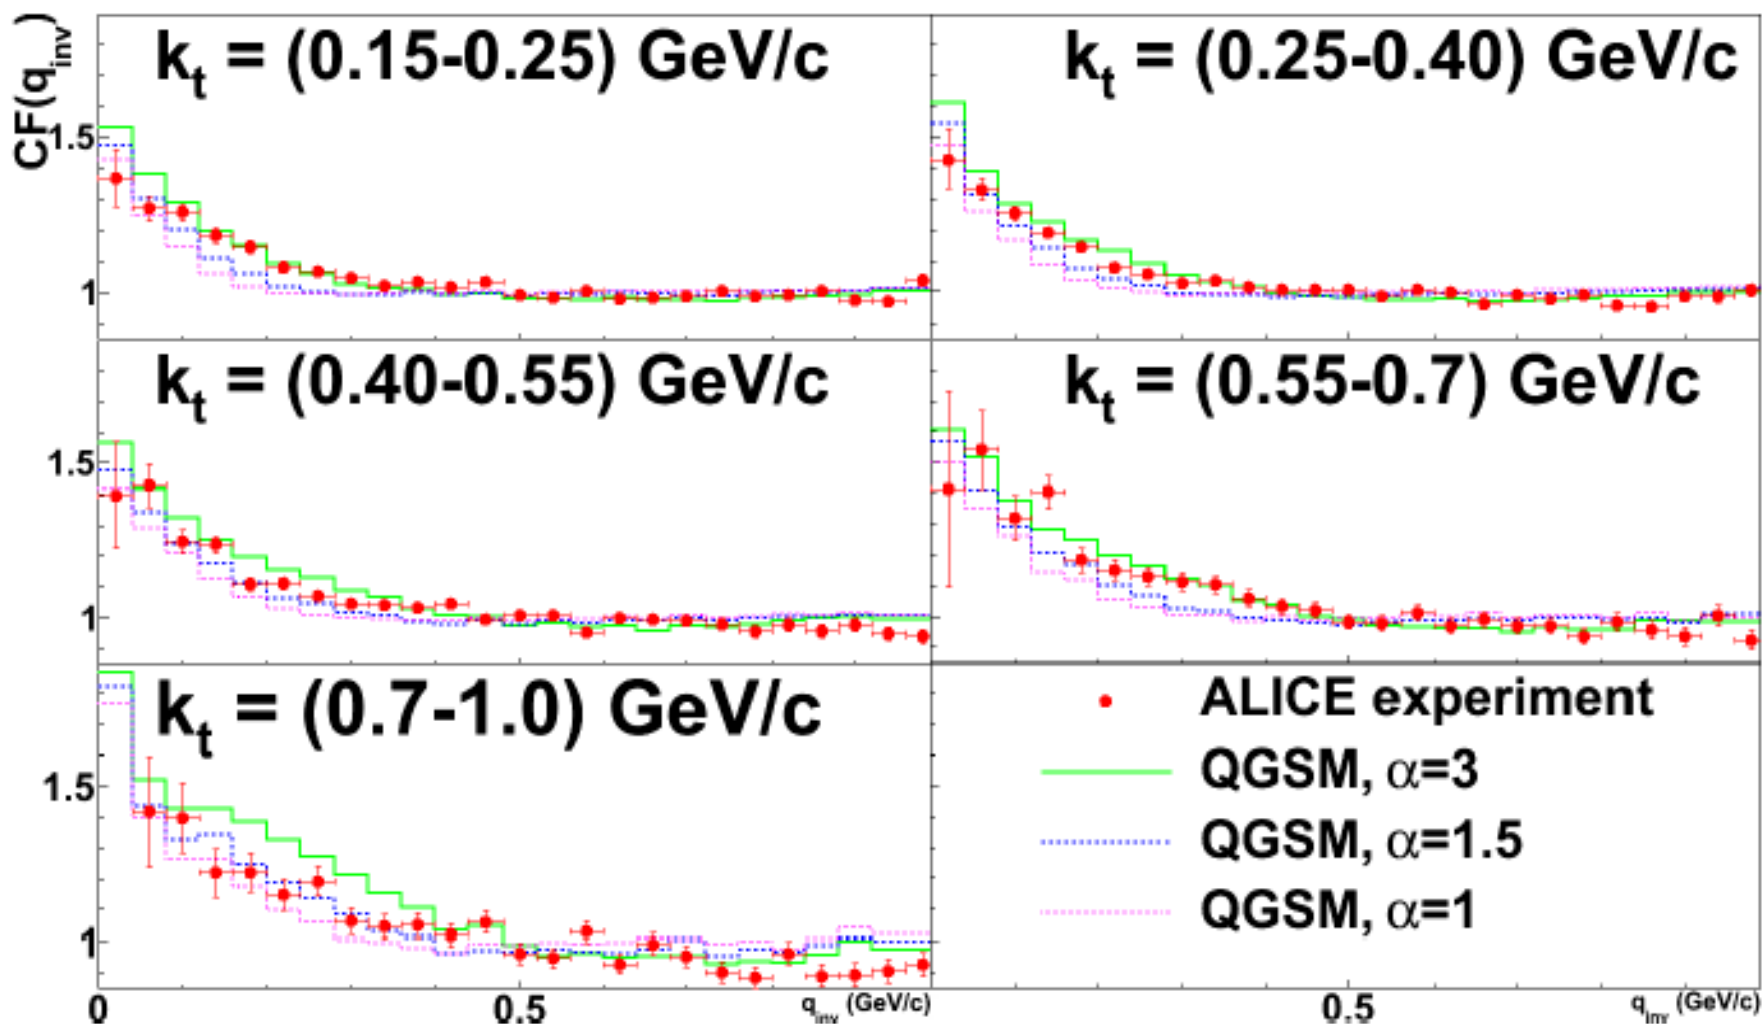 CF(q_inv)
k_t = (0.15-0.25) GeV/c
k_t = (0.25-0.40) GeV/c
1.5
1
k_t = (0.40-0.55) GeV/c
k_t = (0.55-0.7) GeV/c
1.5
1
k_t = (0.7-1.0) GeV/c
1.5
1
ALICE experiment
QGSM, α=3
QGSM, α=1.5
QGSM, α=1
0
0.5
q_inv (GeV/c)
0.5
q_inv (GeV/c)